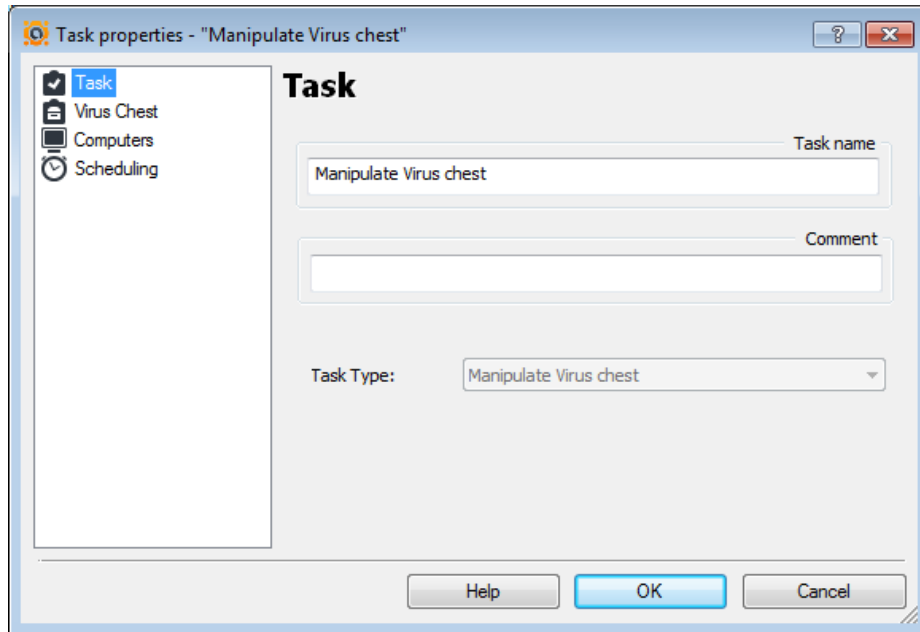 Task properties - "Manipulate Virus chest"
Task
Virus Chest
Computers
Scheduling
Task
Task name
Manipulate Virus chest
Comment
Task Type:
Manipulate Virus chest
Help
OK
Cancel